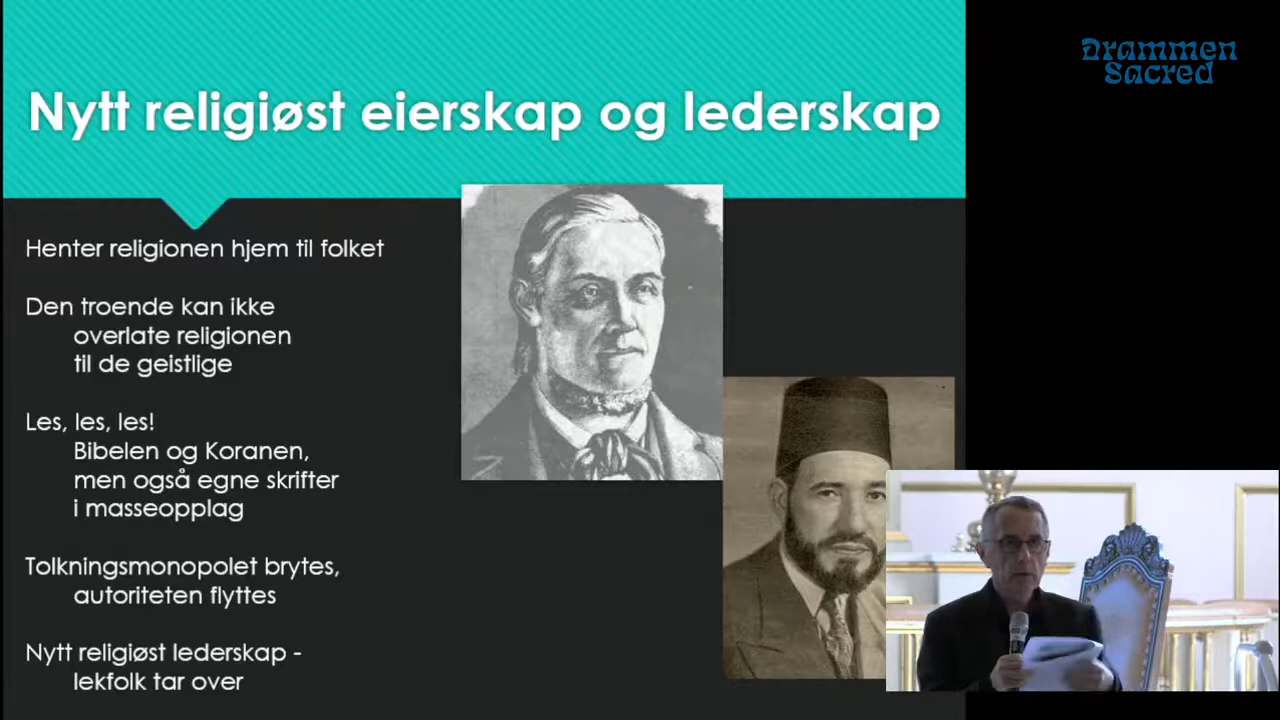 Nytt religiøst eierskap og lederskap
Drammen
Sacred
Henter religionen hjem til folket
Den troende kan ikke
overlate religionen
til de geistlige
Les, les, les!
Bibelen og Koranen,
men også egne skrifter
i masseopplag
Tolkningsmonopolet brytes,
autoriteten flyttes
Nytt religiøst lederskap -
lekfolk tar over